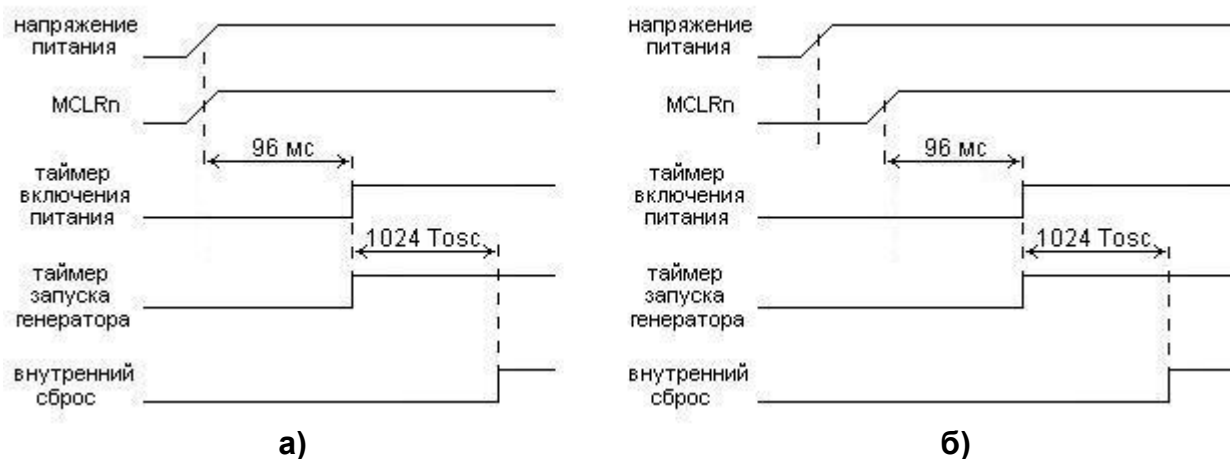 напряжение
питания
MCLRn
96 мс
таймер
включения
питания
1024 Tosc
таймер
запуска
генератора
внутренний
сброс
а)
напряжение
питания
MCLRn
96 мс
таймер
включения
питания
1024 Tosc
таймер
запуска
генератора
внутренний
сброс
б)